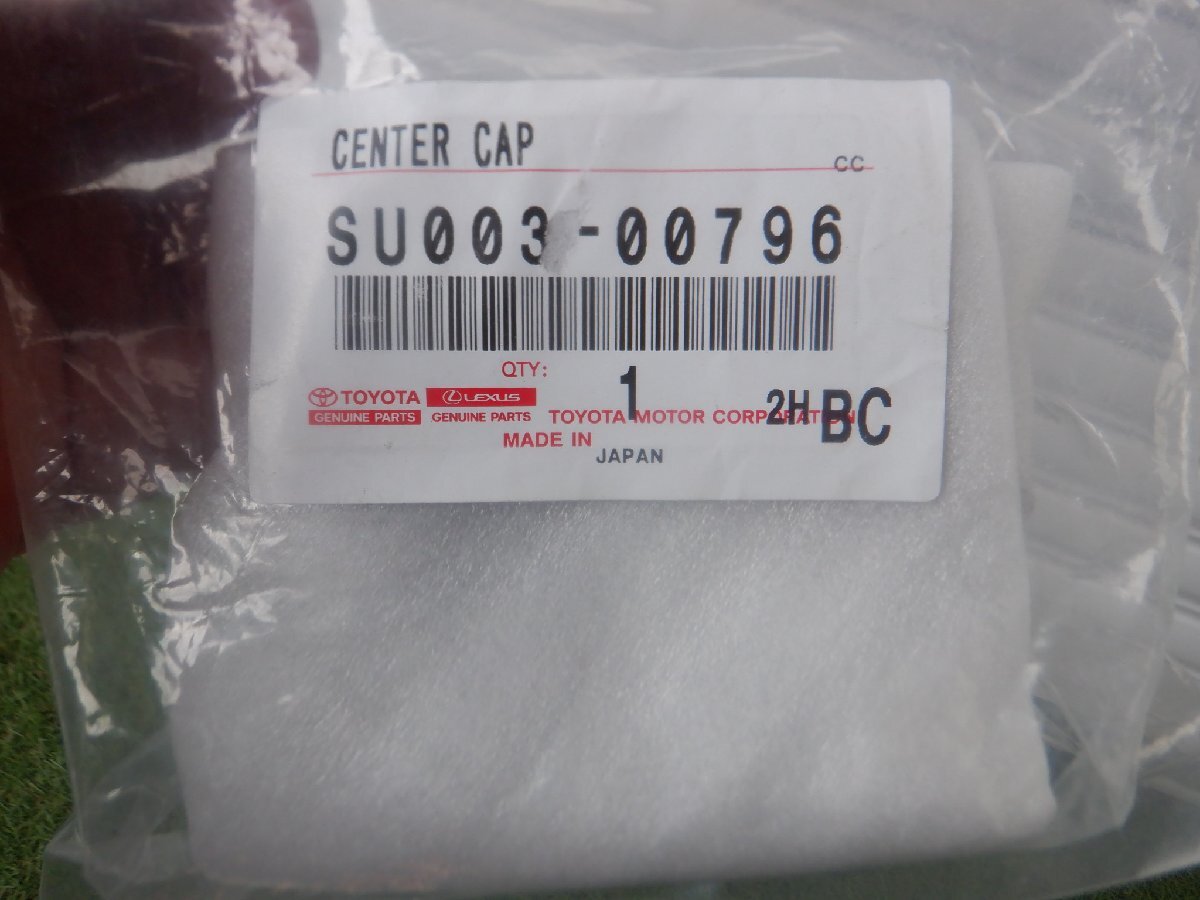 CENTER CAP
CC
SU003-00796
QTY: 1
TOYOTA LEXUS
GENUINE PARTS GENUINE PARTS TOYOTA MOTOR CORPORATION 2H BC
MADE IN
JAPAN